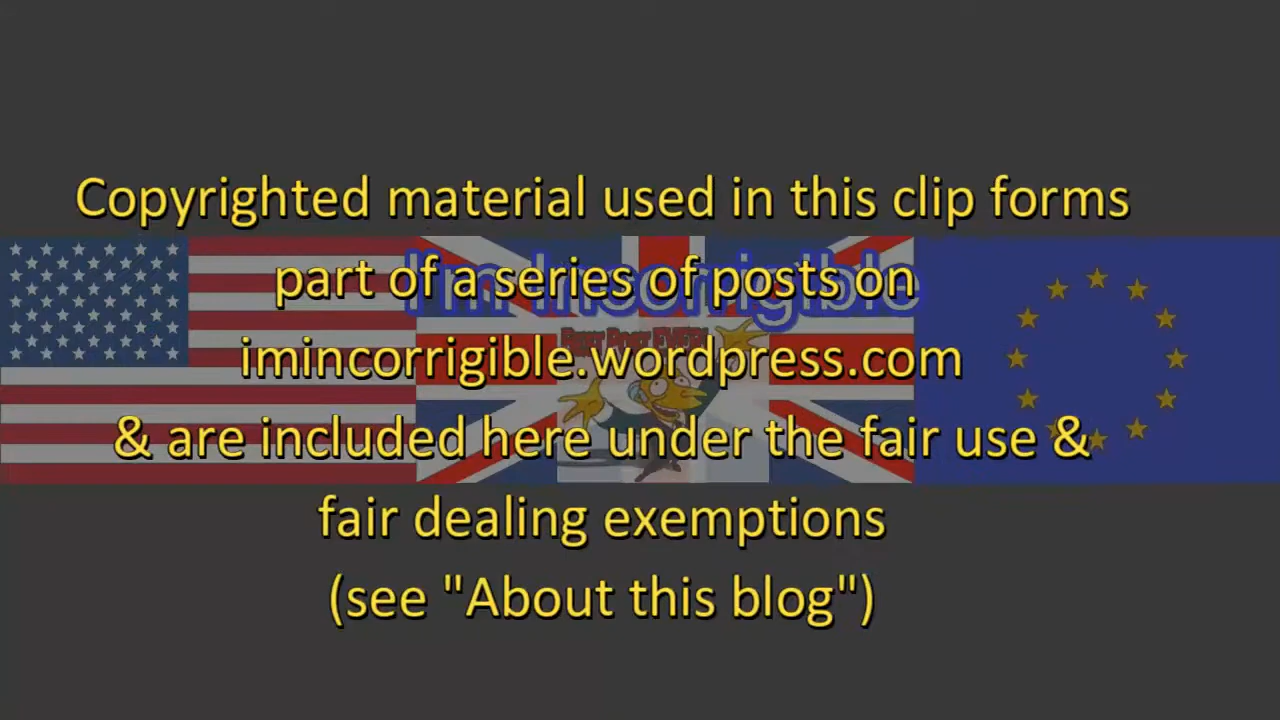 Copyrighted material used in this clip forms
part of a series of posts on
I'm Incorrigible
imincorrigible.wordpress.com
& are included here under the fair use &
fair dealing exemptions
(see "About this blog")